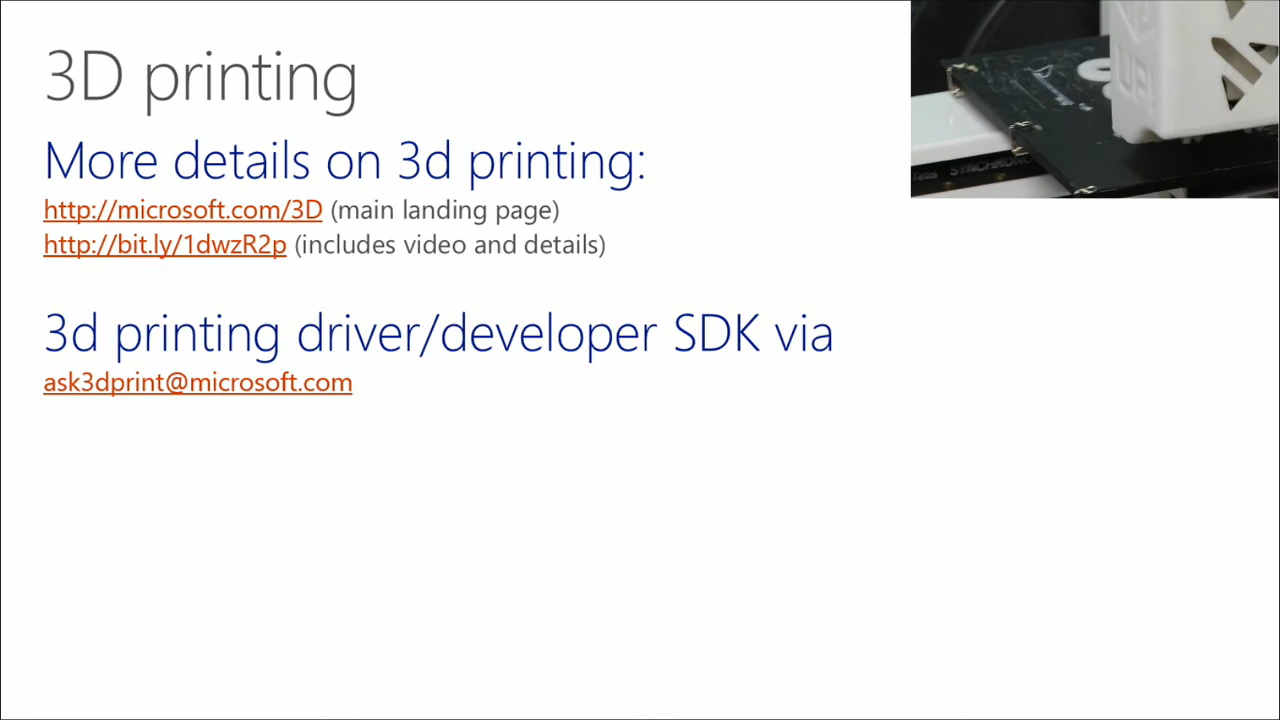 3D printing
More details on 3d printing:
http://microsoft.com/3D (main landing page)
http://bit.ly/1dwzR2p (includes video and details)
3d printing driver/developer SDK via
ask3dprint@microsoft.com
UP!